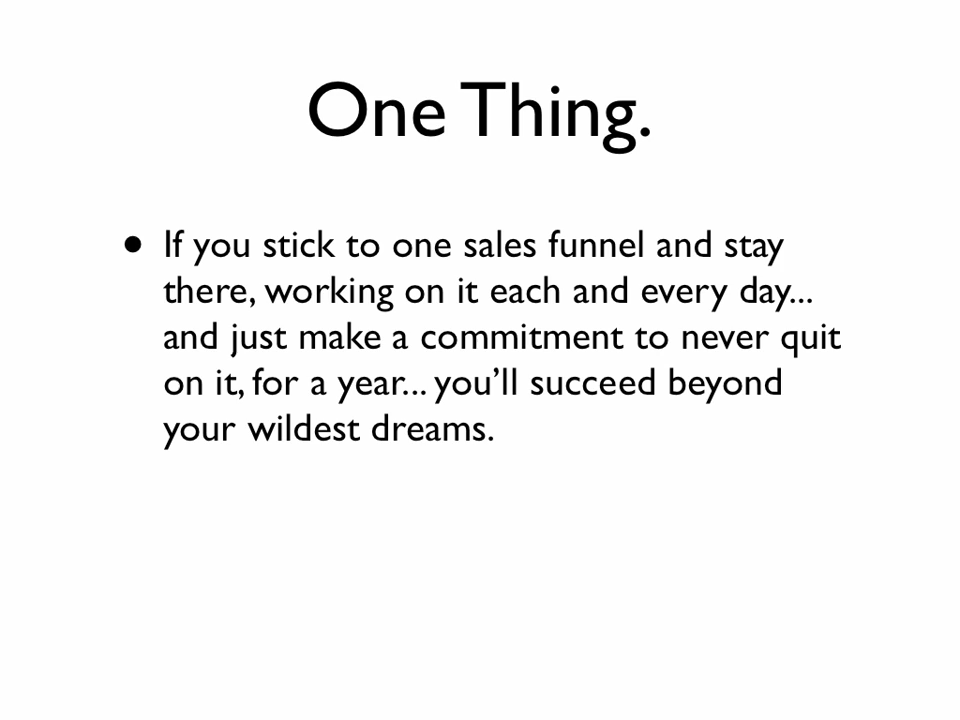 One Thing.
• If you stick to one sales funnel and stay
there, working on it each and every day...
and just make a commitment to never quit
on it, for a year... you’ll succeed beyond
your wildest dreams.